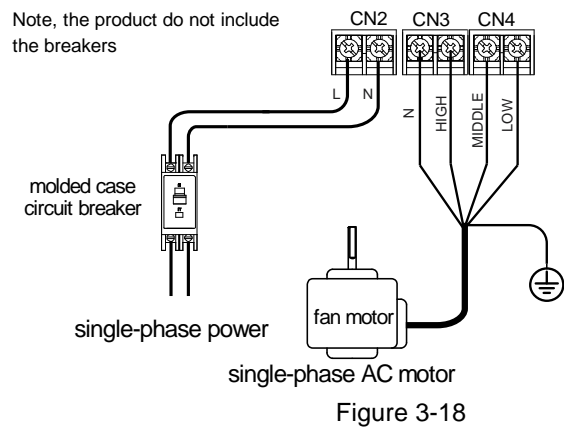 Note, the product do not include
the breakers
CN2 CN3 CN4
L N N HIGH MIDDLE LOW
molded case
circuit breaker
single-phase power
fan motor
single-phase AC motor
Figure 3-18